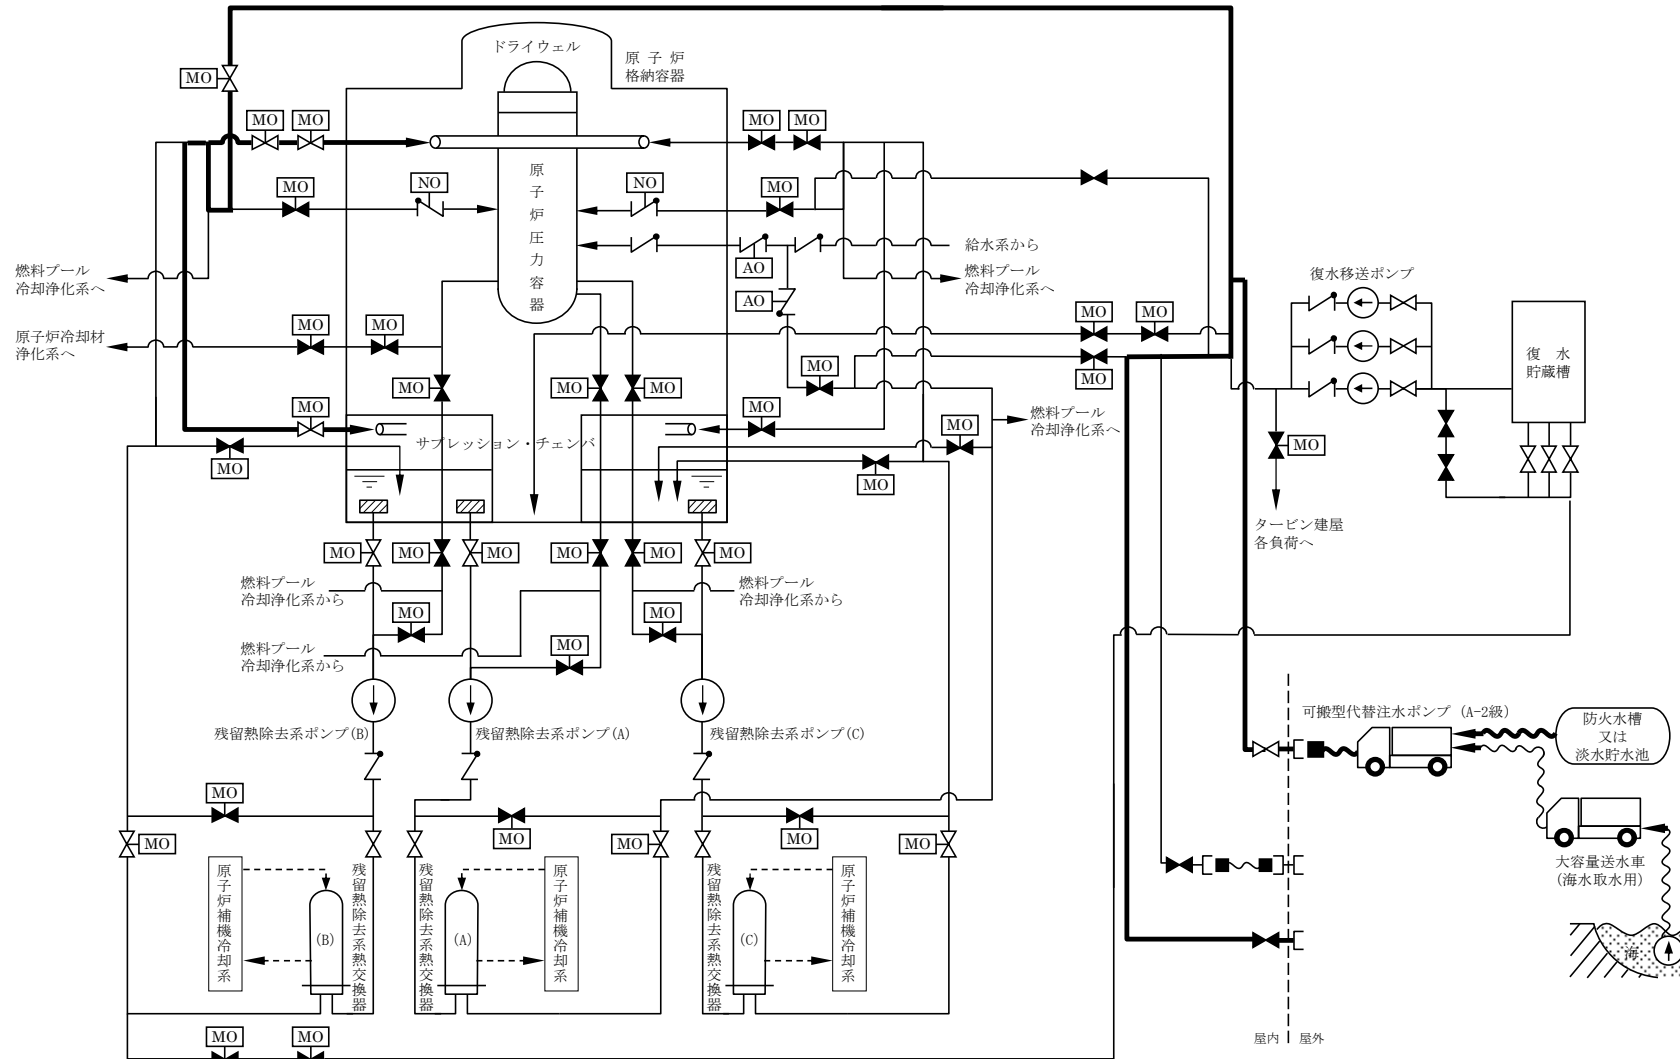 ドライウェル
原子炉
格納容器
MO
MO
MO
MO
MO
MO
NO
NO
MO
原子炉圧力容器
給水系から
AO
AO
燃料プール
冷却浄化系へ
燃料プール
冷却浄化系へ
復水移送ポンプ
MO
MO
MO
MO
原子炉冷却材
浄化系へ
復水
貯蔵槽
MO
MO
MO
MO
MO
MO
MO
MO
燃料プール
冷却浄化系へ
サプレッション・チェンバ
MO
MO
MO
MO
タービン建屋
各負荷へ
MO
MO
MO
MO
MO
MO
燃料プール
冷却浄化系から
燃料プール
冷却浄化系から
MO
MO
MO
燃料プール
冷却浄化系から
残留熱除去系ポンプ(B)
残留熱除去系ポンプ(A)
残留熱除去系ポンプ(C)
可搬型代替注水ポンプ (A-2級)
防火水槽
又は
淡水貯水池
MO
MO
MO
MO
MO
MO
大容量送水車
(海水取水用)
原子炉補機冷却系
(B)
残留熱除去系熱交換器
残留熱除去系熱交換器
(A)
原子炉補機冷却系
残留熱除去系熱交換器
(C)
原子炉補機冷却系
海
MO
MO
屋内
屋外